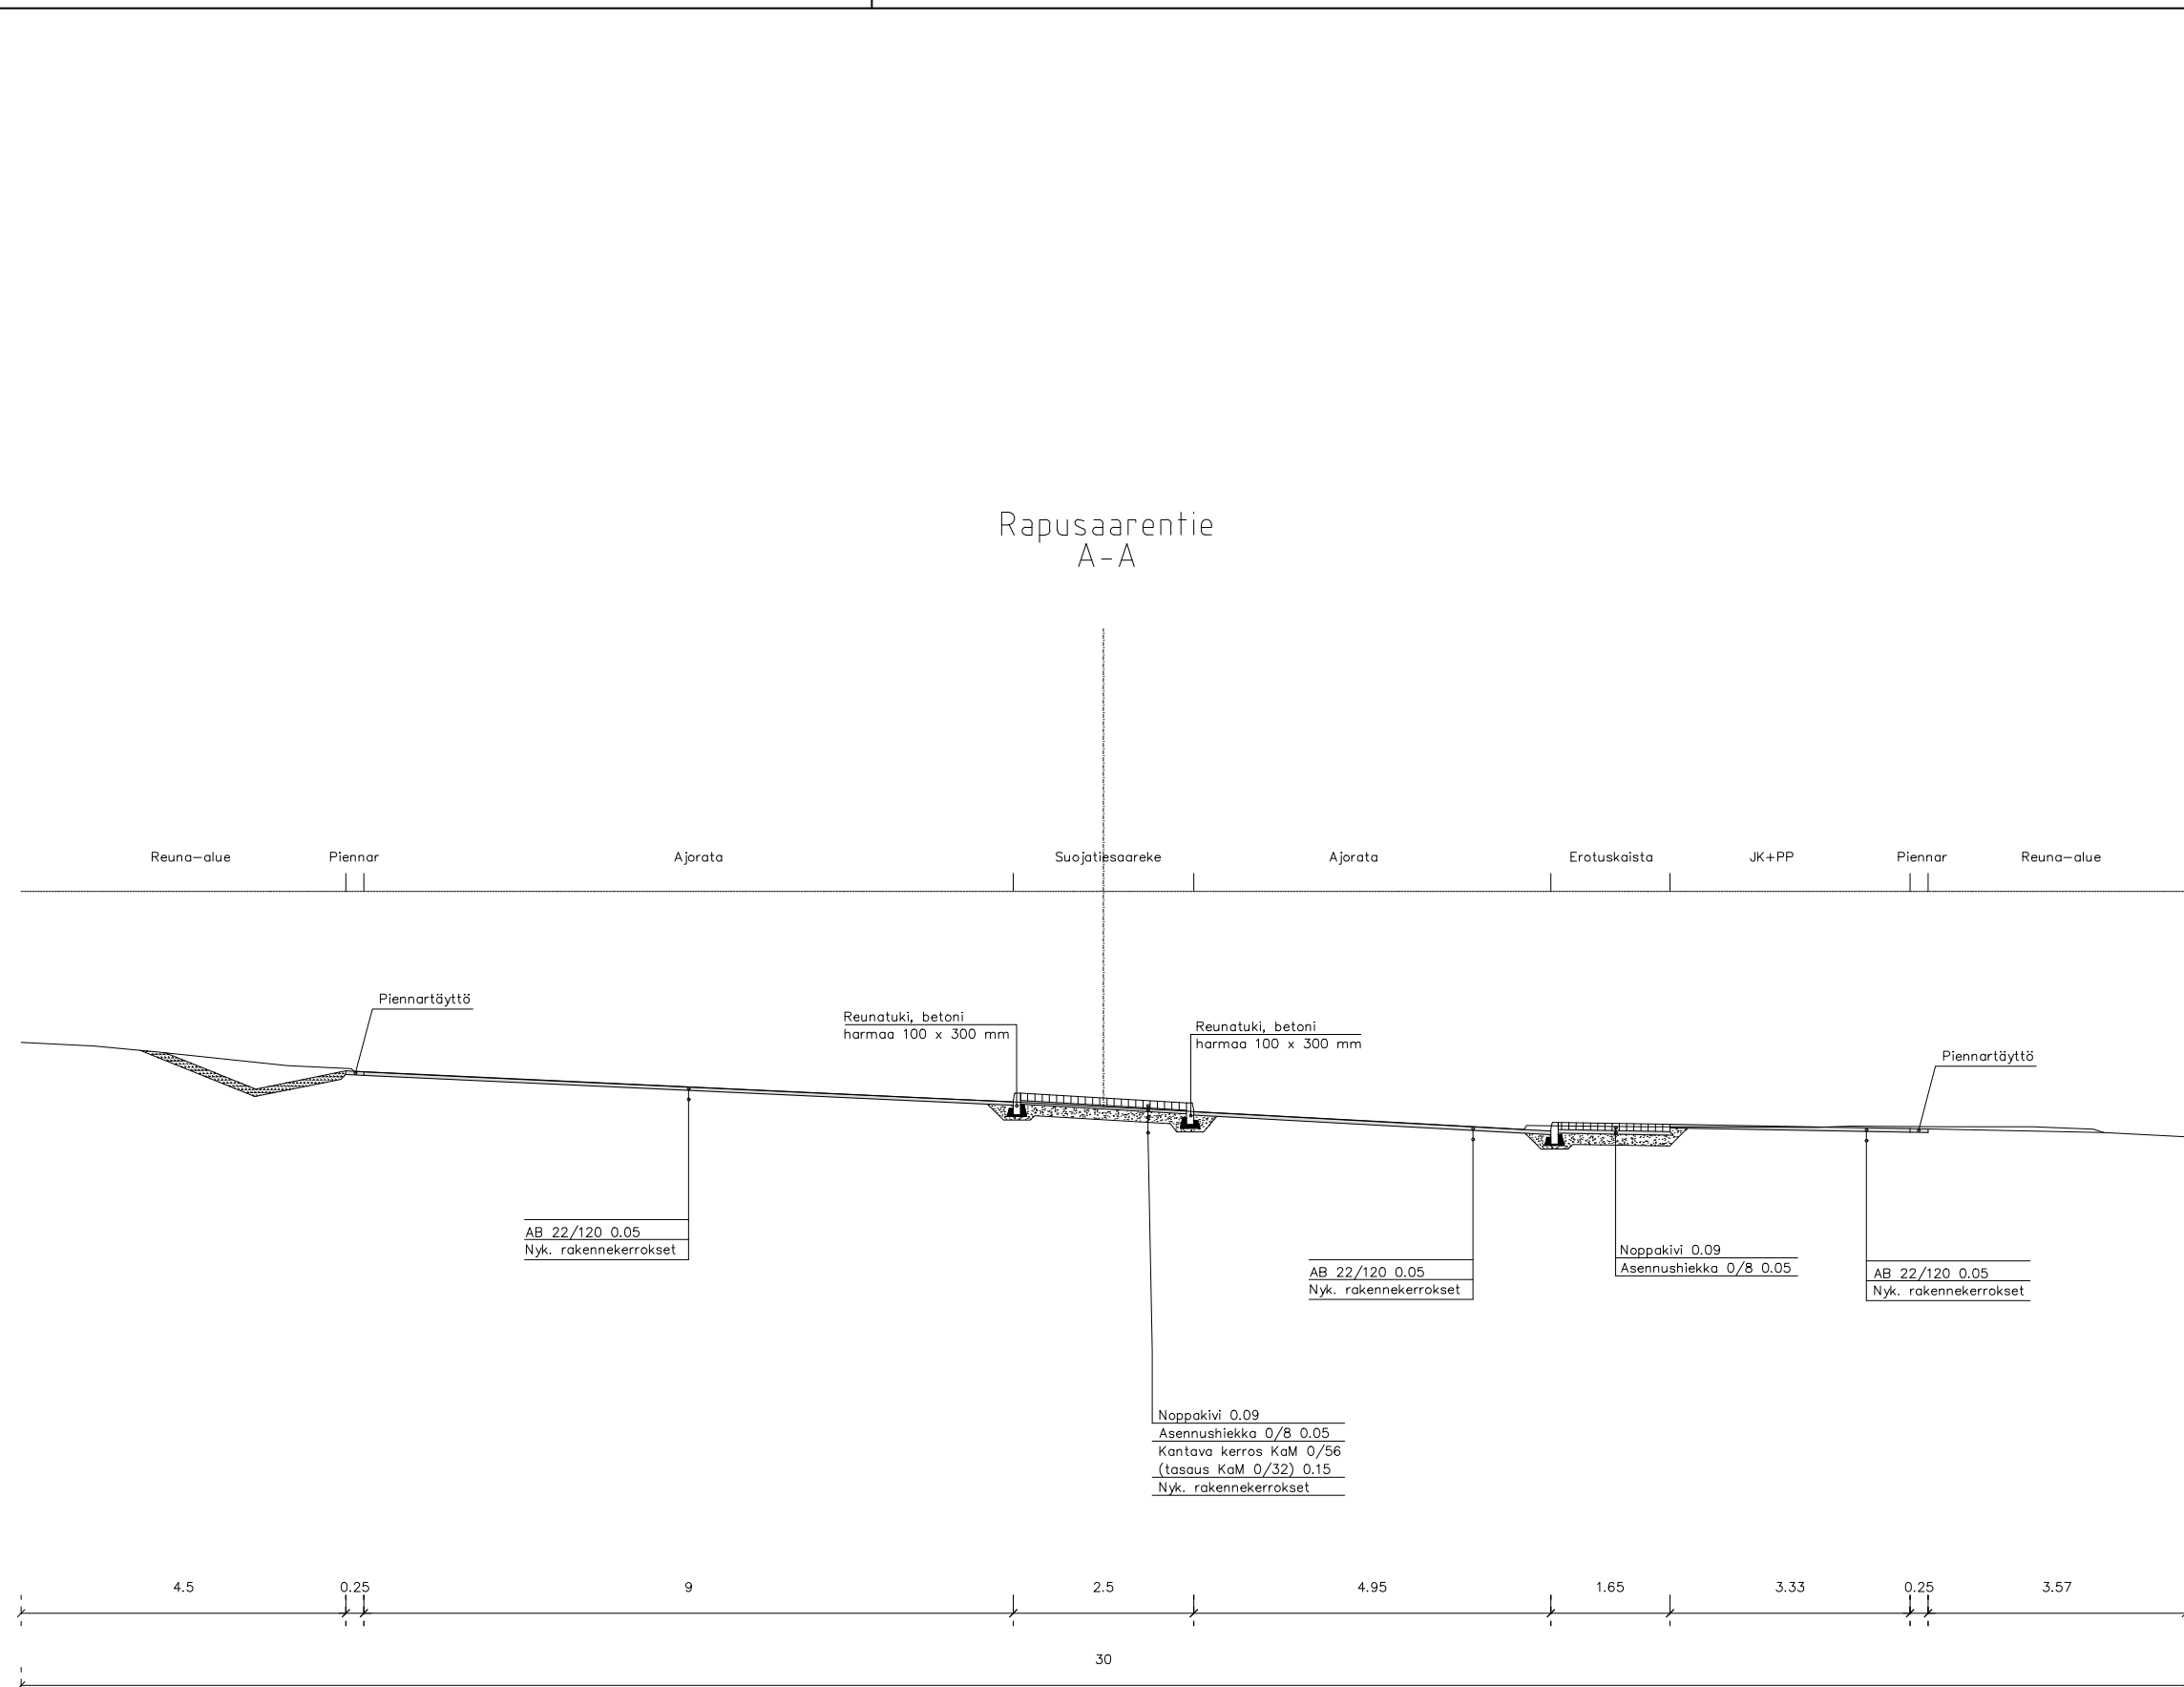 Rapusaarentie
A-A
Reuna-alue
Piennar
Ajorata
Suojatiesaareke
Ajorata
Erotuskaista
JK+PP
Piennar
Reuna-alue
Piennartäyttö
Reunatuki, betoni
harmaa 100 x 300 mm
Reunatuki, betoni
harmaa 100 x 300 mm
Piennartäyttö
AB 22/120 0.05
Nyk. rakennekerrokset
AB 22/120 0.05
Nyk. rakennekerrokset
Noppakivi 0.09
Asennushiekka 0/8 0.05
AB 22/120 0.05
Nyk. rakennekerrokset
Noppakivi 0.09
Asennushiekka 0/8 0.05
Kantava kerros KaM 0/56
(tasaus KaM 0/32) 0.15
Nyk. rakennekerrokset
4.5
0.25
9
2.5
4.95
1.65
3.33
0.25
3.57
30